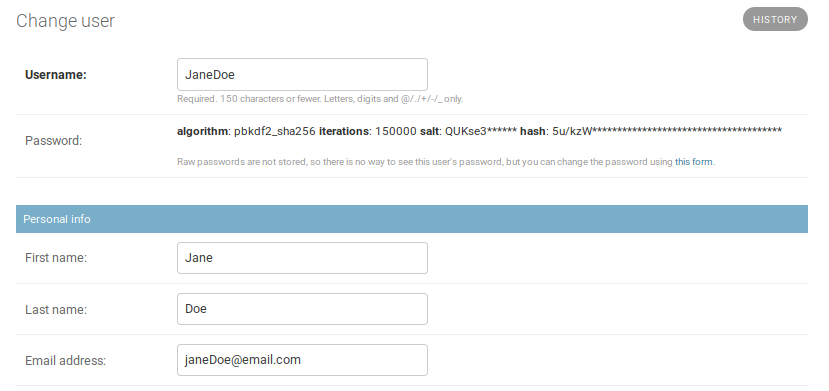 Change user
HISTORY
Username:
JaneDoe
Required. 150 characters or fewer. Letters, digits and @/./+/-/_ only.
Password:
algorithm: pbkdf2_sha256 iterations: 150000 salt: QUKse3****** hash: 5u/kzW**************************************
Raw passwords are not stored, so there is no way to see this user's password, but you can change the password using this form.
Personal info
First name:
Jane
Last name:
Doe
Email address:
janeDoe@email.com